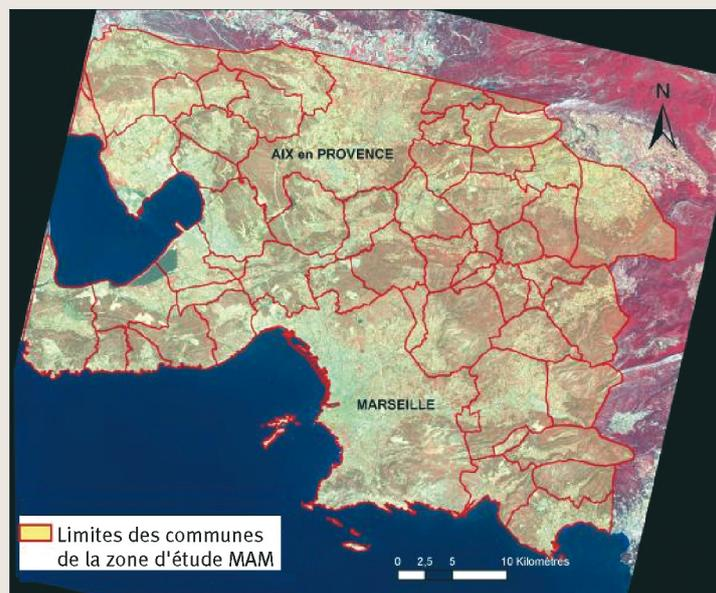 N
AIX en PROVENCE
MARSEILLE
Limites des communes
de la zone d'étude MAM
0 2,5 5 10 Kilomètres